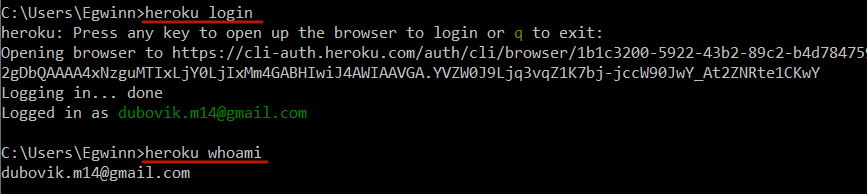 C:\Users\Egwinn>heroku login
heroku: Press any key to open up the browser to login or q to exit:
Opening browser to https://cli-auth.heroku.com/auth/cli/browser/1b1c3200-5922-43b2-89c2-b4d784759
2gDbQAAAA4xNzguMTIxLjY0LjIxMm4GABHIwiJ4AWIAAVGA.YVZW0J9Ljq3vqZ1K7bj-jccW90JwY_At2ZNRte1CKwY
Logging in... done
Logged in as dubovik.m14@gmail.com
C:\Users\Egwinn>heroku whoami
dubovik.m14@gmail.com